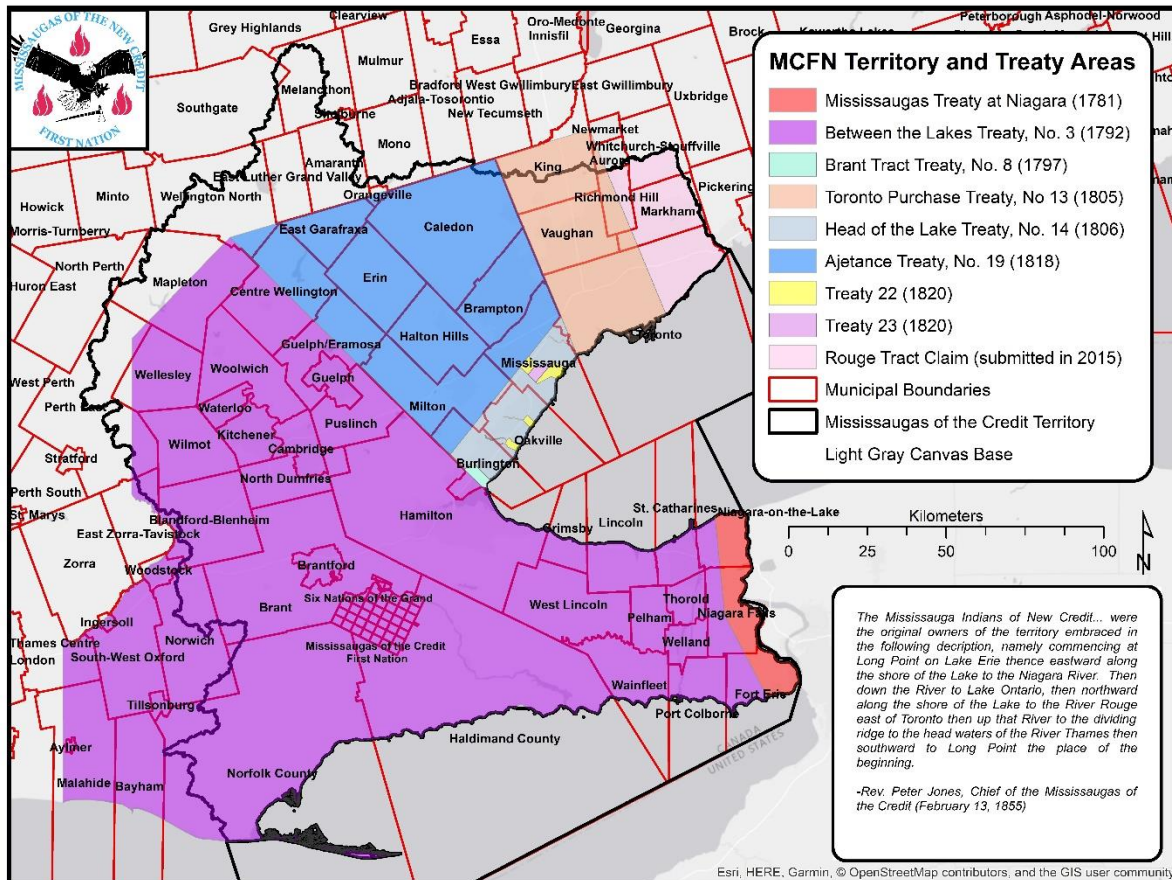 MISSISSAUGAS OF THE NEW CREDIT
FIRST NATION
MCFN Territory and Treaty Areas
Mississaugas Treaty at Niagara (1781)
Between the Lakes Treaty, No. 3 (1792)
Brant Tract Treaty, No. 8 (1797)
Toronto Purchase Treaty, No 13 (1805)
Head of the Lake Treaty, No. 14 (1806)
Ajetance Treaty, No. 19 (1818)
Treaty 22 (1820)
Treaty 23 (1820)
Rouge Tract Claim (submitted in 2015)
Municipal Boundaries
Mississaugas of the Credit Territory
Light Gray Canvas Base
Kilometers
0 25 50 100
N
The Mississauga Indians of New Credit... were
the original owners of the territory embraced in
the following decription, namely commencing at
Long Point on Lake Erie thence eastward along
the shore of the Lake to the Niagara River. Then
down the River to Lake Ontario, then northward
along the shore of the Lake to the River Rouge
east of Toronto then up that River to the dividing
ridge to the head waters of the River Thames then
southward to Long Point the place of the
beginning.
-Rev. Peter Jones, Chief of the Mississaugas of
the Credit (February 13, 1855)
Grey Highlands
Clearview
Oro-Medonte
Innisfil
Essa
Georgina
Brock
Peterborough
Asphodel-Norwood
Mulmur
Bradford West Gwillimbury
East Gwillimbury
Adjala-Tosorontio
New Tecumseth
Uxbridge
Melancthon
Southgate
Shelburne
Mono
Newmarket
Whitchurch-Stouffville
Aurora
King
Amaranth
East Luther Grand Valley
Orangeville
Pickering
Minto
Wellington North
Howick
Morris-Turnberry
Richmond Hill
Markham
East Garafraxa
Caledon
Vaughan
North Perth
Huron East
Mapleton
Erin
Centre Wellington
Brampton
Halton Hills
Toronto
Guelph/Eramosa
Mississauga
Woolwich
Guelph
Wellesley
West Perth
Perth East
Milton
Waterloo
Puslinch
Kitchener
Wilmot
Oakville
Cambridge
Stratford
Burlington
North Dumfries
Perth South
St. Marys
Hamilton
Blandford-Blenheim
East Zorra-Tavistock
Grimsby
Lincoln
St. Catharines
Niagara-on-the-Lake
Zorra
Woodstock
Brantford
Six Nations of the Grand
Brant
West Lincoln
Thorold
Niagara Falls
Pelham
Ingersoll
Norwich
Welland
Thames Centre
London
South-West Oxford
Mississaugas of the Credit
First Nation
Wainfleet
Fort Erie
Port Colborne
Tillsonburg
Haldimand County
CANADA
UNITED STATES
Aylmer
Malahide
Bayham
Norfolk County
Esri, HERE, Garmin, © OpenStreetMap contributors, and the GIS user community